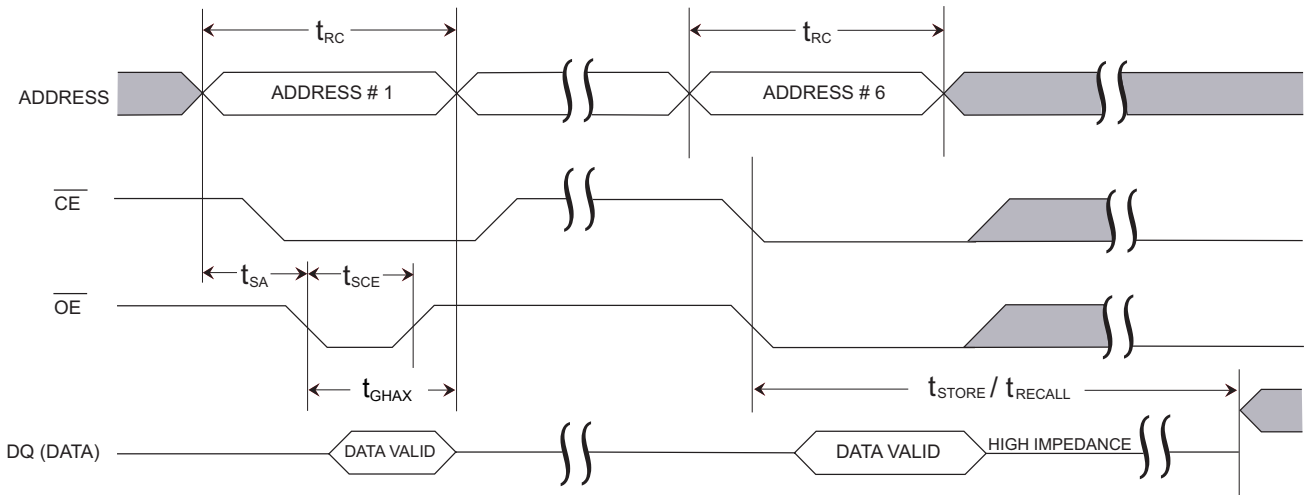 tRC
tRC
ADDRESS
ADDRESS # 1
ADDRESS # 6
CE
tSA
tSCE
OE
tGHAX
tSTORE / tRECALL
DQ (DATA)
DATA VALID
DATA VALID
HIGH IMPEDANCE